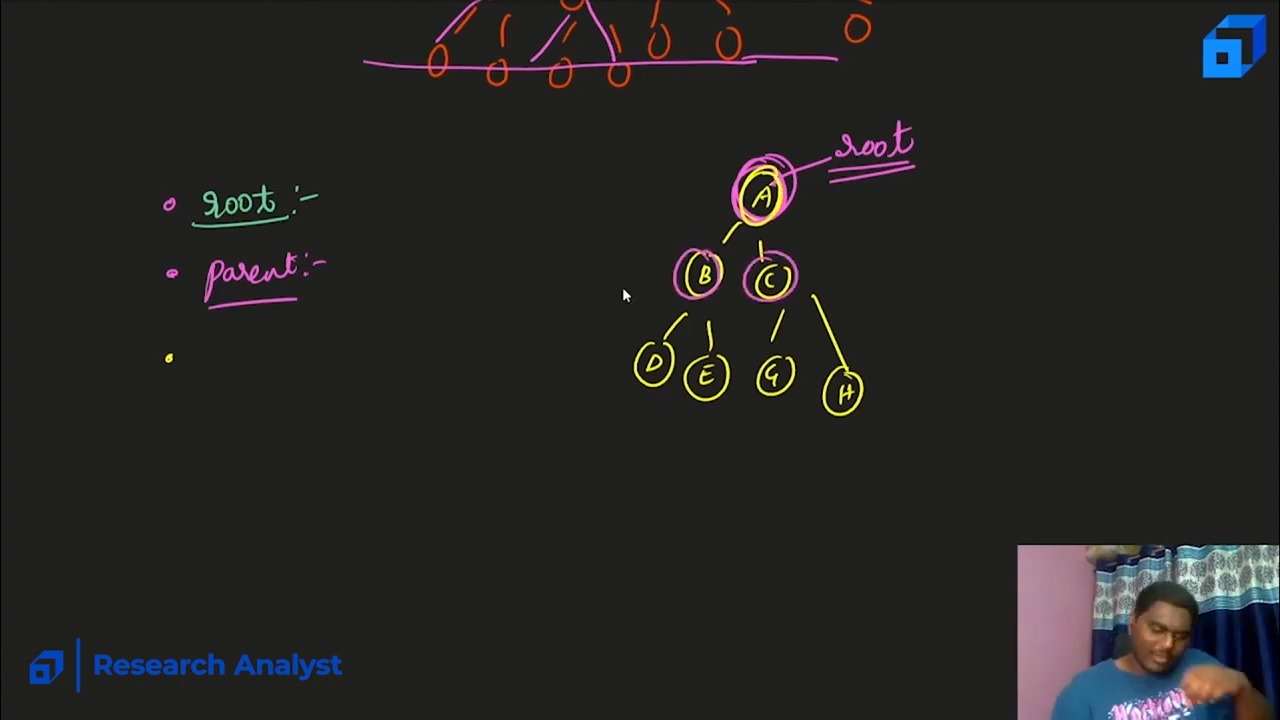 root
A
root:-
B
C
parent:-
D
E
G
H
Research Analyst